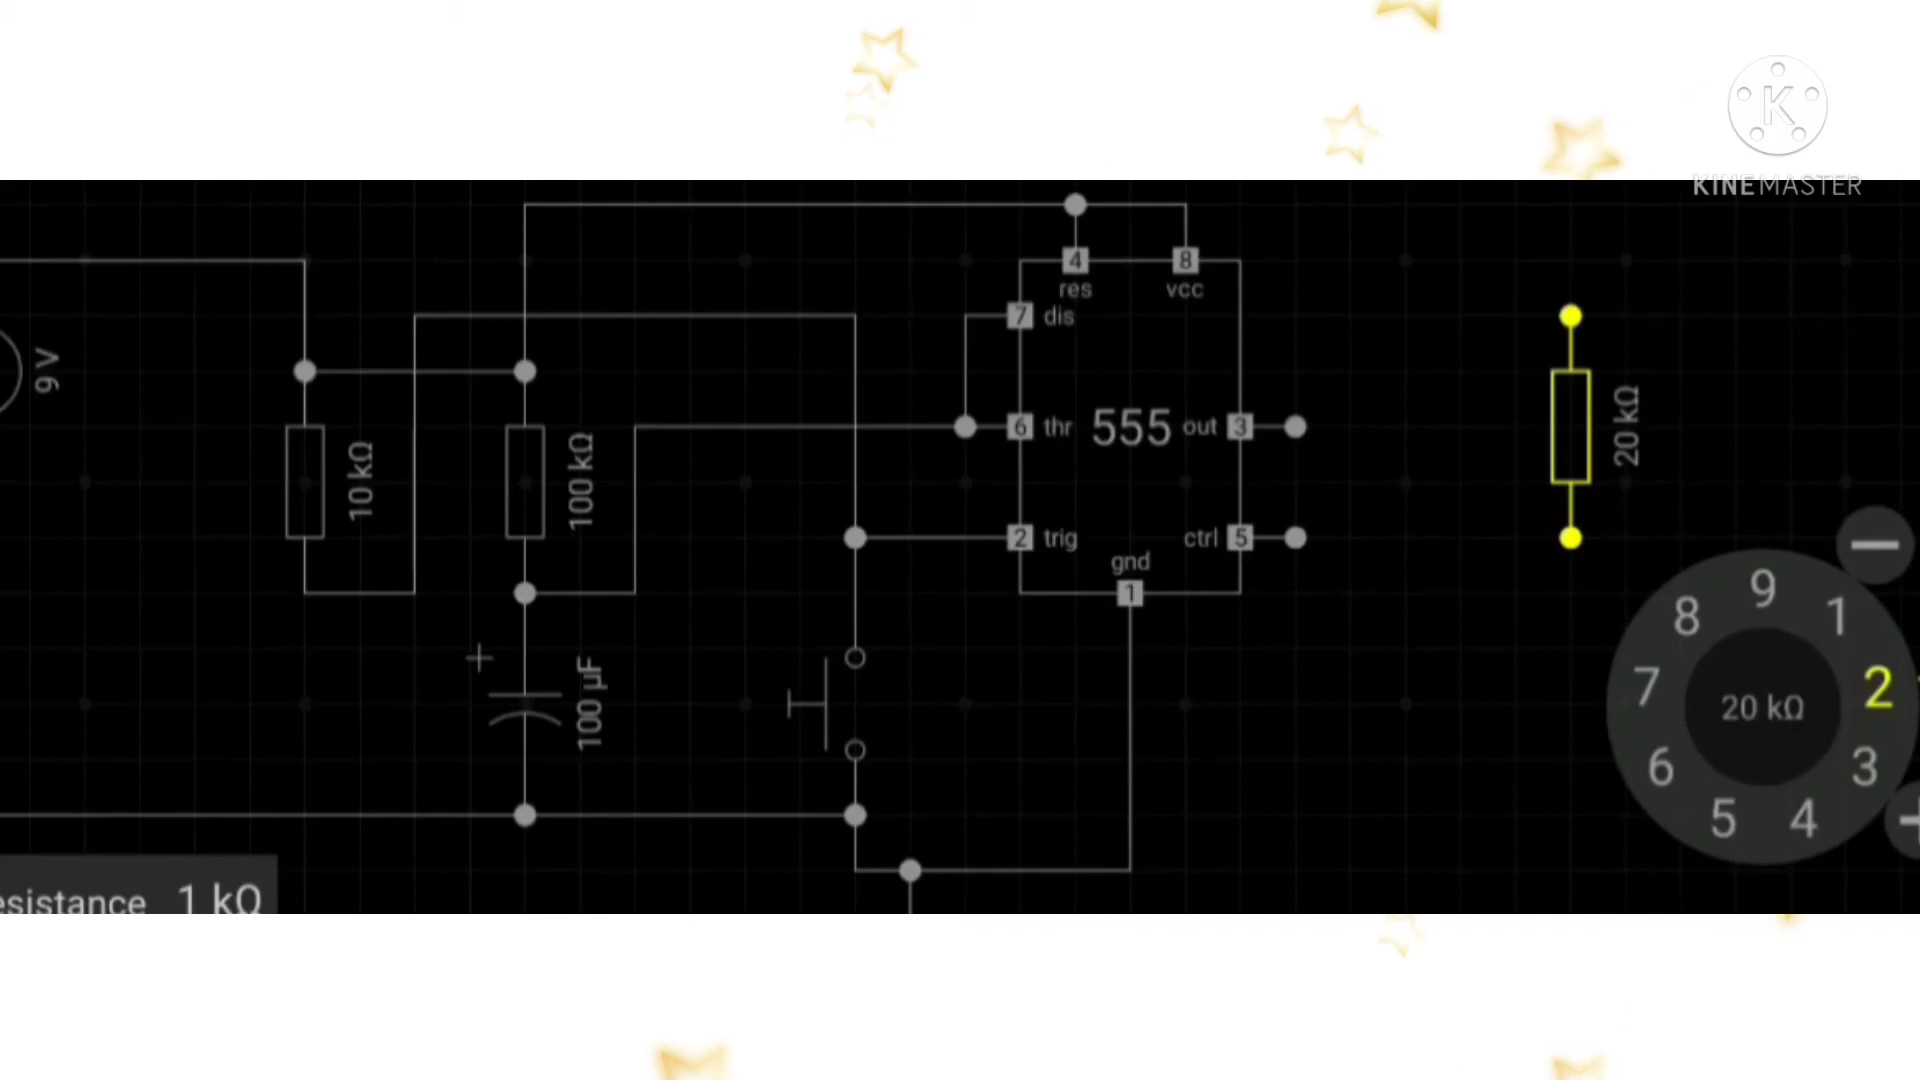 KINEMASTER
9 V
4
8
res
vcc
7 dis
10 kΩ
100 kΩ
6 thr 555 out 3
20 kΩ
2 trig ctrl 5
gnd
1
+
100 µF
9
8 1
7 20 kΩ 2
6 3
5 4
esistance 1 kΩ